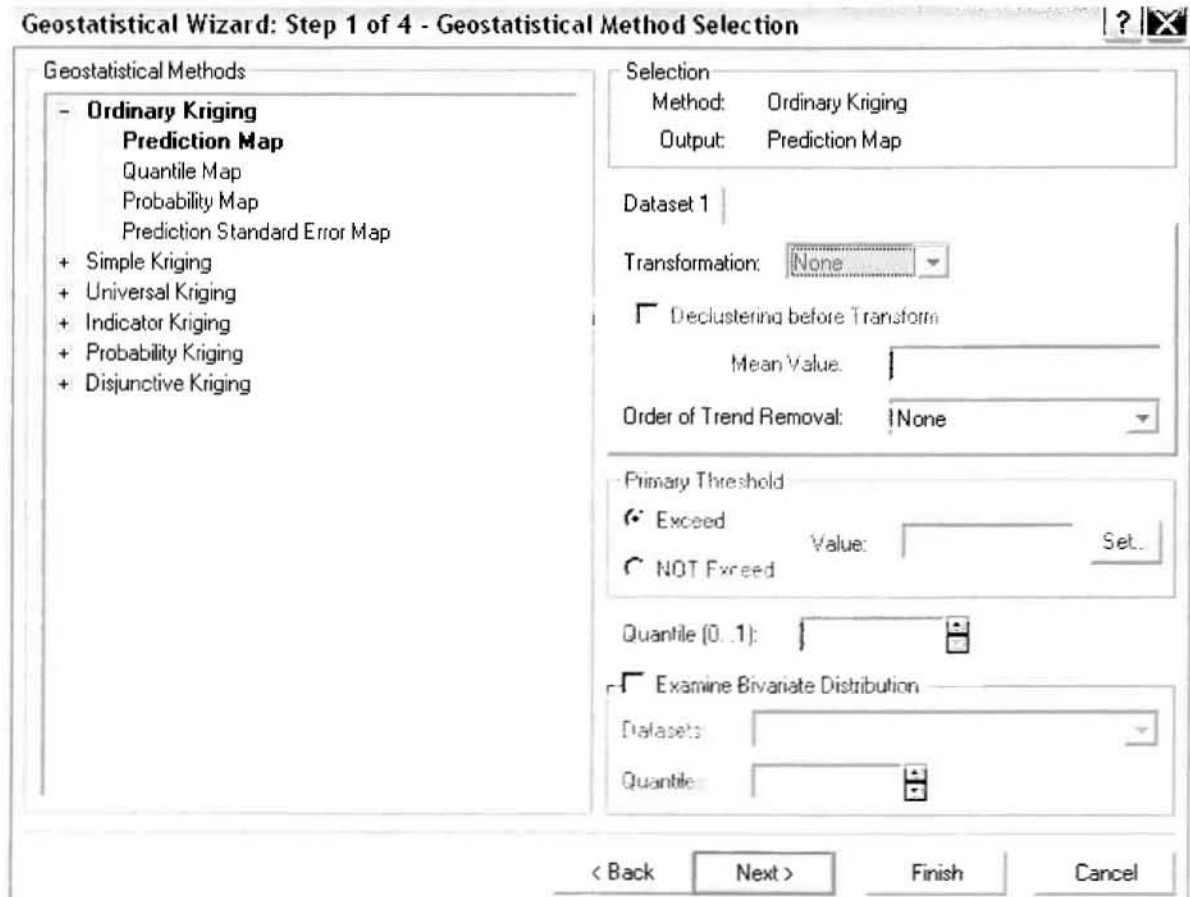 Geostatistical Wizard: Step 1 of 4 - Geostatistical Method Selection
?
Geostatistical Methods
- Ordinary Kriging
Prediction Map
Quantile Map
Probability Map
Prediction Standard Error Map
+ Simple Kriging
+ Universal Kriging
+ Indicator Kriging
+ Probability Kriging
+ Disjunctive Kriging
Selection
Method: Ordinary Kriging
Output: Prediction Map
Dataset 1
Transformation: None
Declustering before Transform
Mean Value:
Order of Trend Removal: None
Primary Threshold
Exceed
NOT Exceed
Value:
Set..
Quantile (0..1):
Examine Bivariate Distribution
Datasets:
Quantile:
< Back
Next >
Finish
Cancel